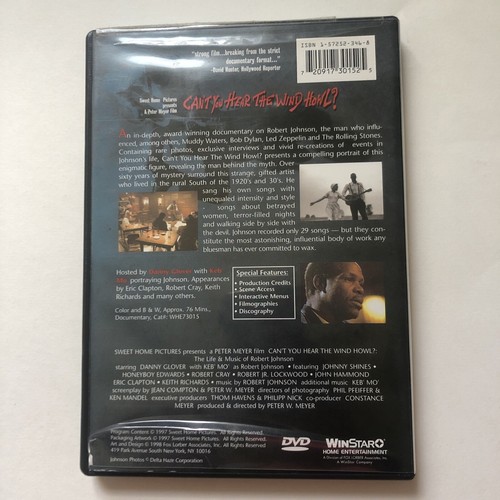 "strong film...breaking from the strict
documentary format..."
-David Hunter, Hollywood Reporter
ISBN 1-57252-346-8
7 20917 30152 3
Sweet Home Pictures
presents
A Peter Meyer Film
CAN'T YOU HEAR THE WIND HOWL?
An in-depth, award winning documentary on Robert Johnson, the man who influ-
enced, among others, Muddy Waters, Bob Dylan, Led Zeppelin and The Rolling Stones.
Containing rare photos, exclusive interviews and vivid re-creations of events in
Johnson's life, Can't You Hear The Wind Howl? presents a compelling portrait of this
enigmatic figure, revealing the man behind the myth. Over
sixty years of mystery surround this strange, gifted artist
who lived in the rural South of the 1920's and 30's. He
sang his own songs with
unequaled intensity and style
- songs about betrayed
women, terror-filled nights
and walking side by side with
the devil. Johnson recorded only 29 songs — but they con-
stitute the most astonishing, influential body of work any
bluesman has ever committed to wax.
Hosted by Danny Glover with Keb'
Mo' portraying Johnson. Appearances
by Eric Clapton, Robert Cray, Keith
Richards and many others.
Color and B & W, Approx. 76 Mins.,
Documentary, Cat#: WHE73015
Special Features:
• Production Credits
• Scene Access
• Interactive Menus
• Filmographies
• Discography
SWEET HOME PICTURES presents a PETER MEYER film CAN'T YOU HEAR THE WIND HOWL?:
The Life & Music of Robert Johnson
starring DANNY GLOVER with KEB' MO' as Robert Johnson • featuring JOHNNY SHINES •
HONEYBOY EDWARDS • ROBERT CRAY • ROBERT JR. LOCKWOOD • JOHN HAMMOND
ERIC CLAPTON • KEITH RICHARDS • music by ROBERT JOHNSON additional music KEB' MO'
screenplay by JEAN COMPTON & PETER W. MEYER directors of photography PHIL PFEIFFER &
KEN MANDEL executive producers THOM HAVENS & PHILIPP NICK co-producer CONSTANCE
MEYER produced & directed by PETER W. MEYER
Program Content © 1997 Sweet Home Pictures. All Rights Reserved.
Packaging Artwork © 1997 Sweet Home Pictures. All Rights Reserved.
Art and Design © 1998 Fox Lorber Associates, Inc. All Rights Reserved.
419 Park Avenue South New York, NY 10016
Johnson Photos © Delta Haze Corporation
DVD
WINSTAR
HOME ENTERTAINMENT
A Division of FOX LORBER Associates, Inc.
a WinStar Company